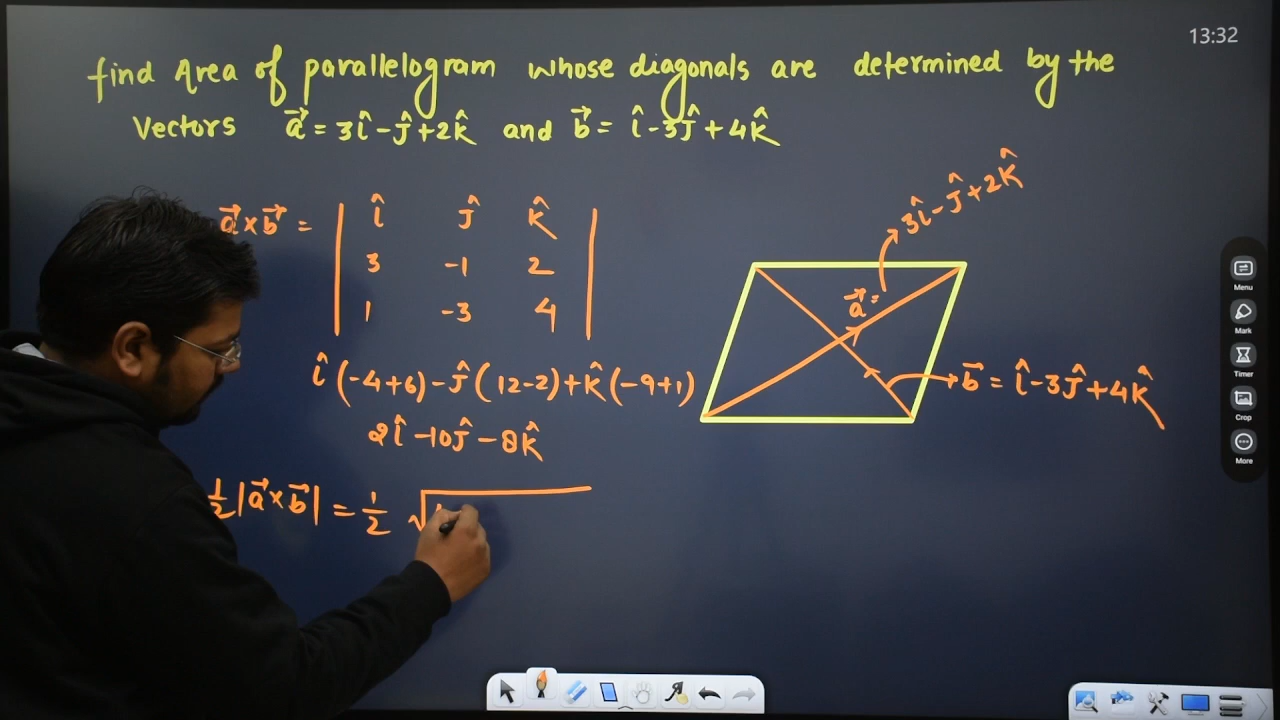 13:32
find Area of parallelogram whose diagonals are determined by the
Vectors a⃗ = 3î-ĵ+2k̂ and b⃗ = î-3ĵ+4k̂
a⃗×b⃗ = | î ĵ k̂ |
3 -1 2
1 -3 4
î(-4+6)-ĵ(12-2)+k̂(-9+1)
2î-10ĵ-8k̂
1/2|a⃗×b⃗| = 1/2 √
3î-ĵ+2k̂
a⃗=
b⃗ = î-3ĵ+4k̂
Menu
Mark
Timer
Crop
More